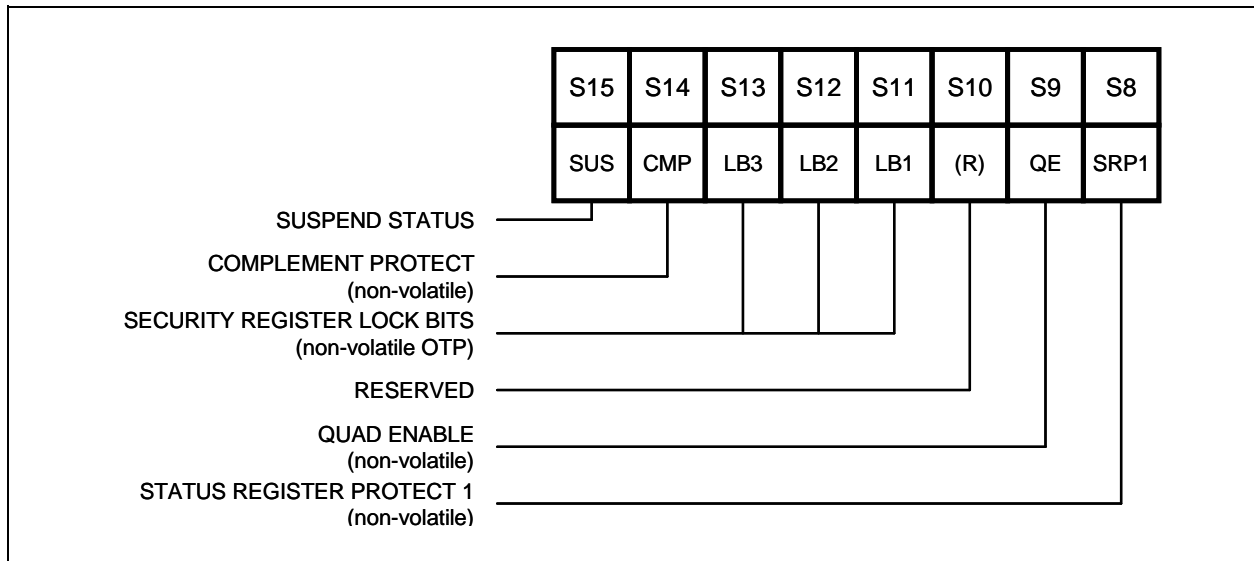 S15 S14 S13 S12 S11 S10 S9 S8
SUS CMP LB3 LB2 LB1 (R) QE SRP1
SUSPEND STATUS
COMPLEMENT PROTECT
(non-volatile)
SECURITY REGISTER LOCK BITS
(non-volatile OTP)
RESERVED
QUAD ENABLE
(non-volatile)
STATUS REGISTER PROTECT 1
(non-volatile)